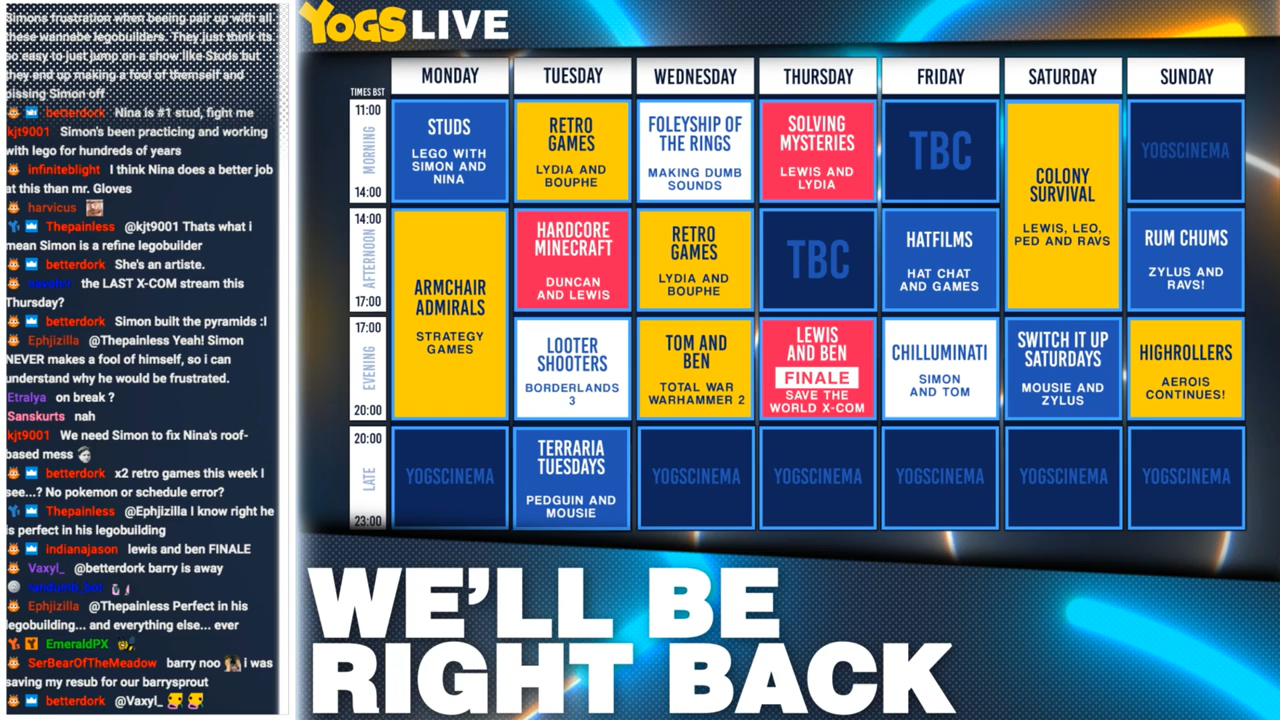 Simons frustration when beeing pair up with all
these wannabe legobuilders. They just think its
so easy to just jump on a show like Studs but
they end up making a fool of themself and
pissing Simon off
betterdork Nina is #1 stud, fight me
kjt9001 Simon's been practicing and working
with lego for hundreds of years
infiniteblight I think Nina does a better job
at this than mr. Gloves
harvicus
Thepainless @kjt9001 Thats what i
mean Simon is a refine legobuilder
betterdork She's an artiste.
the LAST X-COM stream this
Thursday?
betterdork Simon built the pyramids :l
Ephjizilla @Thepainless Yeah! Simon
NEVER makes a fool of himself, so i can
understand why he would be frustrated.
Etralya on break ?
Sanskurts nah
kjt9001 We need Simon to fix Nina's roof-
based mess
betterdork x2 retro games this week I
see...? No pokemon or schedule error?
Thepainless @Ephjizilla I know right he
is perfect in his legobuilding
indianajason lewis and ben FINALE
Vaxyl_ @betterdork barry is away
Ephjizilla @Thepainless Perfect in his
legobuilding... and everything else... ever
EmeraldPX
SerBearOfTheMeadow barry noo i was
saving my resub for our barrysprout
betterdork @Vaxyl_
YOGS LIVE
TIMES BST
MONDAY
TUESDAY
WEDNESDAY
THURSDAY
FRIDAY
SATURDAY
SUNDAY
11:00
MORNING
14:00
STUDS
LEGO WITH
SIMON AND
NINA
RETRO
GAMES
LYDIA AND
BOUPHE
FOLEYSHIP OF
THE RINGS
MAKING DUMB
SOUNDS
SOLVING
MYSTERIES
LEWIS AND
LYDIA
TBC
COLONY
SURVIVAL
LEWIS, LEO,
PED AND RAVS
YOGSCINEMA
14:00
AFTERNOON
17:00
ARMCHAIR
ADMIRALS
STRATEGY
GAMES
HARDCORE
MINECRAFT
DUNCAN
AND LEWIS
RETRO
GAMES
LYDIA AND
BOUPHE
TBC
HATFILMS
HAT CHAT
AND GAMES
RUM CHUMS
ZYLUS AND
RAVS!
17:00
EVENING
20:00
LOOTER
SHOOTERS
BORDERLANDS
3
TOM AND
BEN
TOTAL WAR
WARHAMMER 2
LEWIS
AND BEN
FINALE
SAVE THE
WORLD X-COM
CHILLUMINATI
SIMON
AND TOM
SWITCH IT UP
SATURDAYS
MOUSIE AND
ZYLUS
HIGHROLLERS
AEROIS
CONTINUES!
20:00
LATE
23:00
YOGSCINEMA
TERRARIA
TUESDAYS
PEDGUIN AND
MOUSIE
YOGSCINEMA
YOGSCINEMA
YOGSCINEMA
YOGSCINEMA
YOGSCINEMA
WE'LL BE
RIGHT BACK